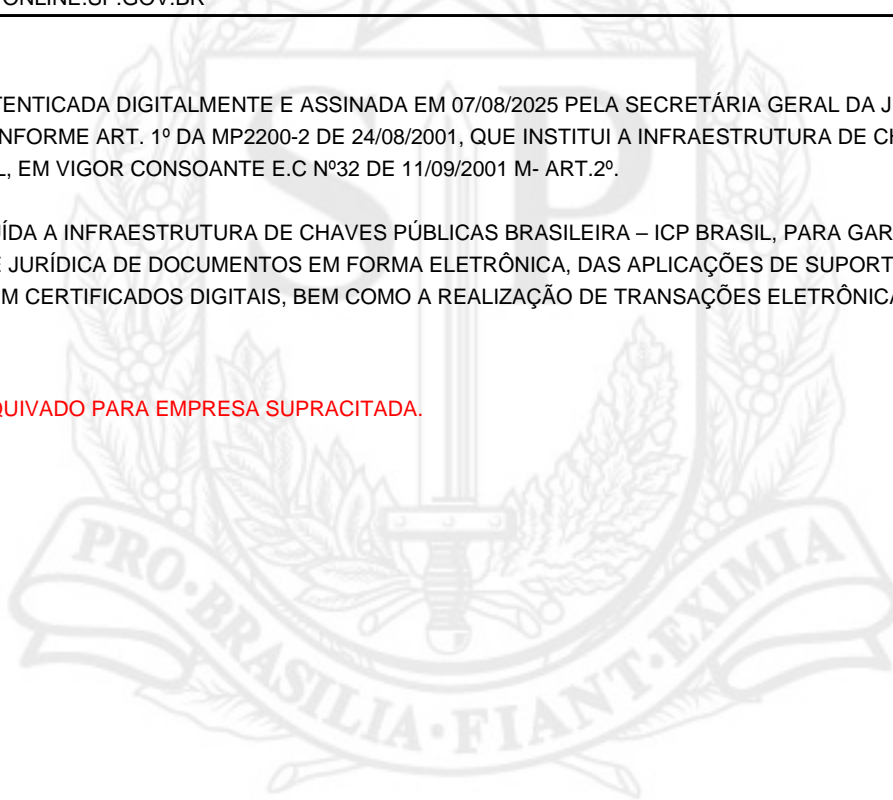 ONLINE.SP.GOV.BR
TENTICADA DIGITALMENTE E ASSINADA EM 07/08/2025 PELA SECRETÁRIA GERAL DA J
NFORME ART. 1º DA MP2200-2 DE 24/08/2001, QUE INSTITUI A INFRAESTRUTURA DE CH
L, EM VIGOR CONSOANTE E.C Nº32 DE 11/09/2001 M- ART.2º.
UÍDA A INFRAESTRUTURA DE CHAVES PÚBLICAS BRASILEIRA – ICP BRASIL, PARA GAR
E JURÍDICA DE DOCUMENTOS EM FORMA ELETRÔNICA, DAS APLICAÇÕES DE SUPORT
M CERTIFICADOS DIGITAIS, BEM COMO A REALIZAÇÃO DE TRANSAÇÕES ELETRÔNICA
QUIVADO PARA EMPRESA SUPRACITADA.
SP
PRO·BRASILIA·FIANT·EXIMIA